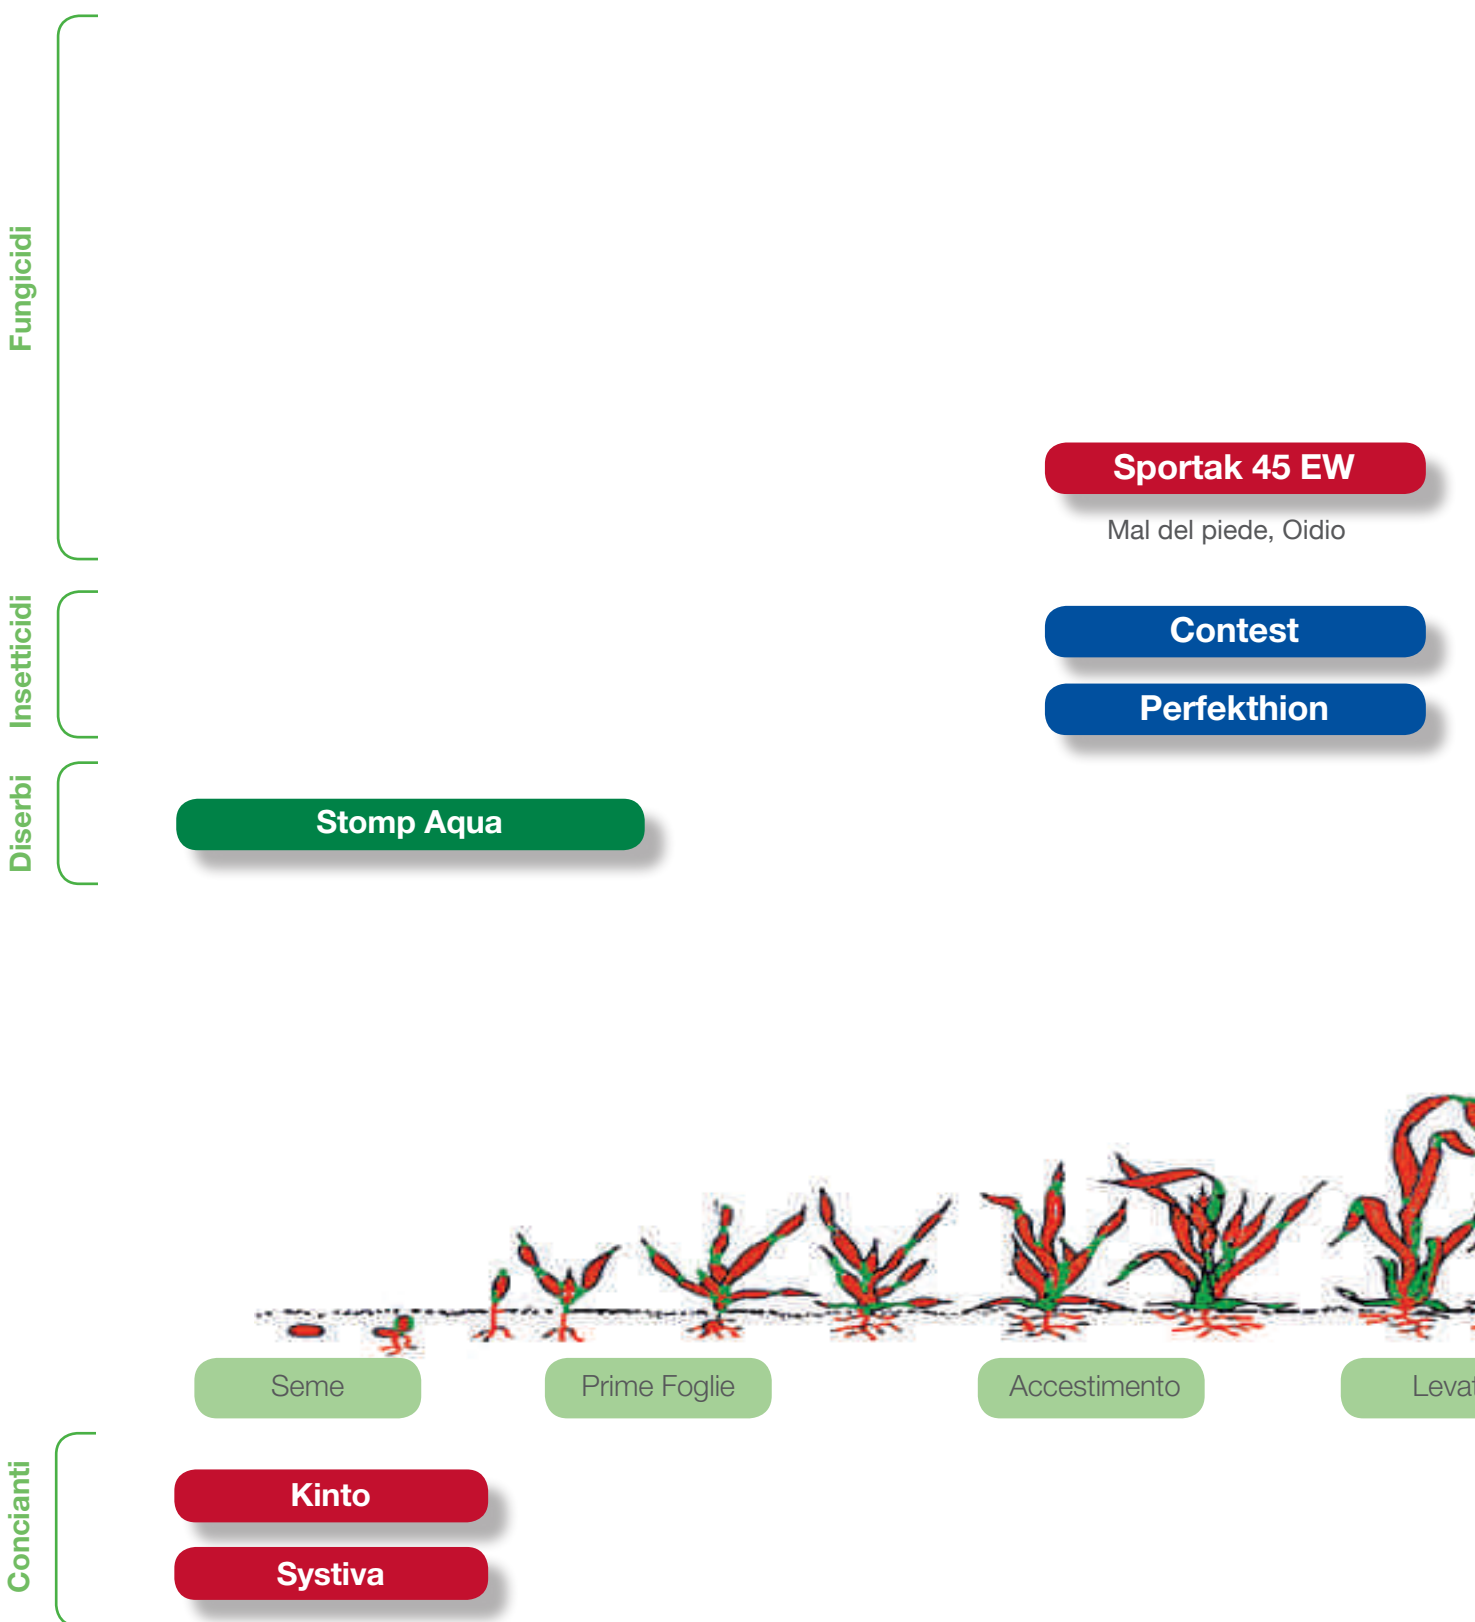 Fungicidi
Sportak 45 EW
Mal del piede, Oidio
Insetticidi
Contest
Perfekthion
Diserbi
Stomp Aqua
Seme
Prime Foglie
Accestimento
Concianti
Kinto
Systiva